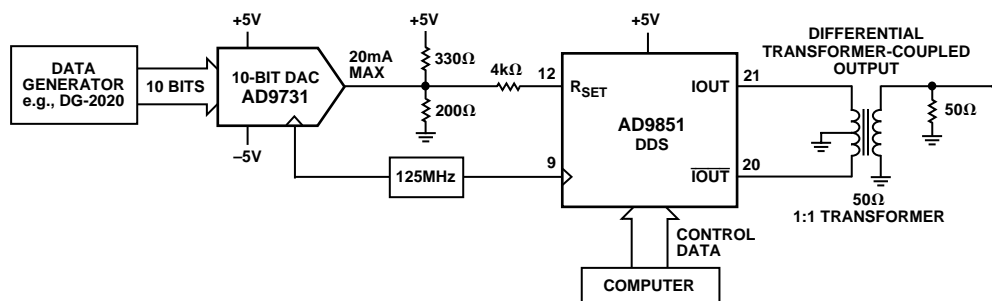 DATA
GENERATOR
e.g., DG-2020
10 BITS
+5V
10-BIT DAC
AD9731
–5V
20mA
MAX
+5V
330Ω
200Ω
4kΩ
125MHz
+5V
12
RSET
9
AD9851
DDS
IOUT
21
IOUT
20
CONTROL
DATA
COMPUTER
DIFFERENTIAL
TRANSFORMER-COUPLED
OUTPUT
50Ω
50Ω
1:1 TRANSFORMER